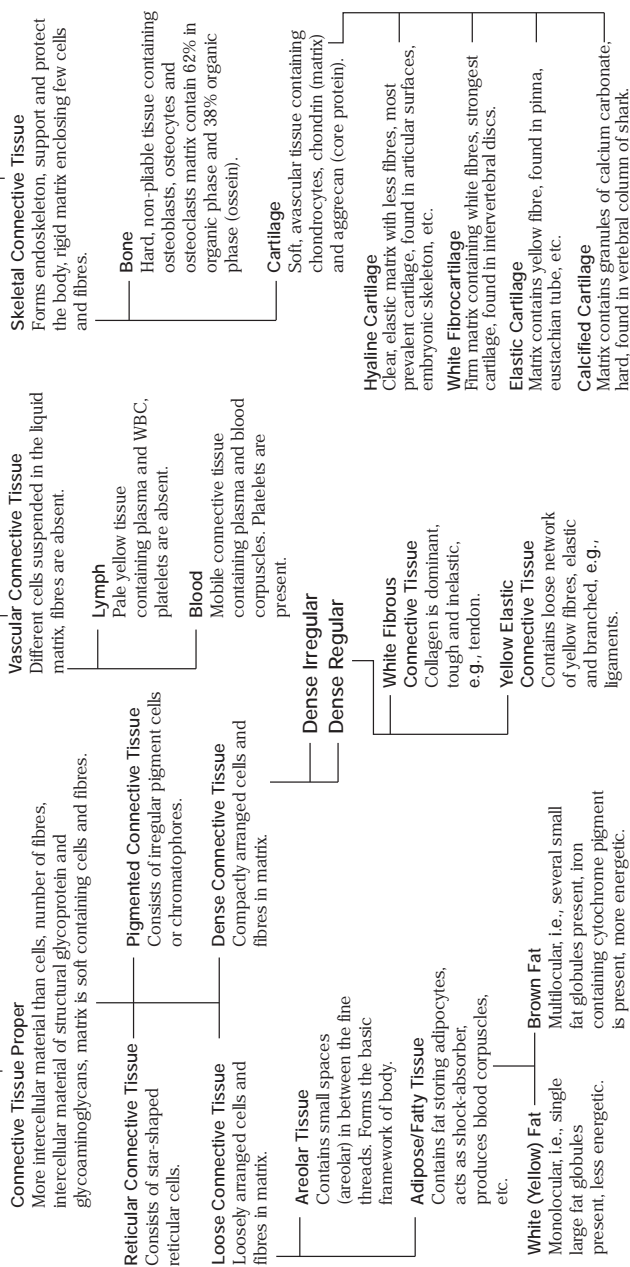 Connective Tissue Proper
More intercellular material than cells, number of fibres,
intercellular material of structural glycoprotein and
glycoaminoglycans, matrix is soft containing cells and fibres.
Reticular Connective Tissue
Consists of star-shaped
reticular cells.
Pigmented Connective Tissue
Consists of irregular pigment cells
or chromatophores.
Loose Connective Tissue
Loosely arranged cells and
fibres in matrix.
Dense Connective Tissue
Compactly arranged cells and
fibres in matrix.
Areolar Tissue
Contains small spaces
(areolar) in between the fine
threads. Forms the basic
framework of body.
Adipose/Fatty Tissue
Contains fat storing adipocytes,
acts as shock-absorber,
produces blood corpuscles,
etc.
White (Yellow) Fat
Monolocular, i.e., single
large fat globules
present, less energetic.
Brown Fat
Multilocular, i.e., several small
fat globules present, iron
containing cytochrome pigment
is present, more energetic.
Dense Irregular
Dense Regular
White Fibrous
Connective Tissue
Collagen is dominant,
tough and inelastic,
e.g., tendon.
Yellow Elastic
Connective Tissue
Contains loose network
of yellow fibres, elastic
and branched, e.g.,
ligaments.
Vascular Connective Tissue
Different cells suspended in the liquid
matrix, fibres are absent.
Lymph
Pale yellow tissue
containing plasma and WBC,
platelets are absent.
Blood
Mobile connective tissue
containing plasma and blood
corpuscles. Platelets are
present.
Skeletal Connective Tissue
Forms endoskeleton, support and protect
the body, rigid matrix enclosing few cells
and fibres.
Bone
Hard, non-pliable tissue containing
osteoblasts, osteocytes and
osteoclasts matrix contain 62% in
organic phase and 38% organic
phase (ossein).
Cartilage
Soft, avascular tissue containing
chondrocytes, chondrin (matrix)
and aggrecan (core protein).
Hyaline Cartilage
Clear, elastic matrix with less fibres, most
prevalent cartilage, found in articular surfaces,
embryonic skeleton, etc.
White Fibrocartilage
Firm matrix containing white fibres, strongest
cartilage, found in intervertebral discs.
Elastic Cartilage
Matrix contains yellow fibre, found in pinna,
eustachian tube, etc.
Calcified Cartilage
Matrix contains granules of calcium carbonate,
hard, found in vertebral column of shark.